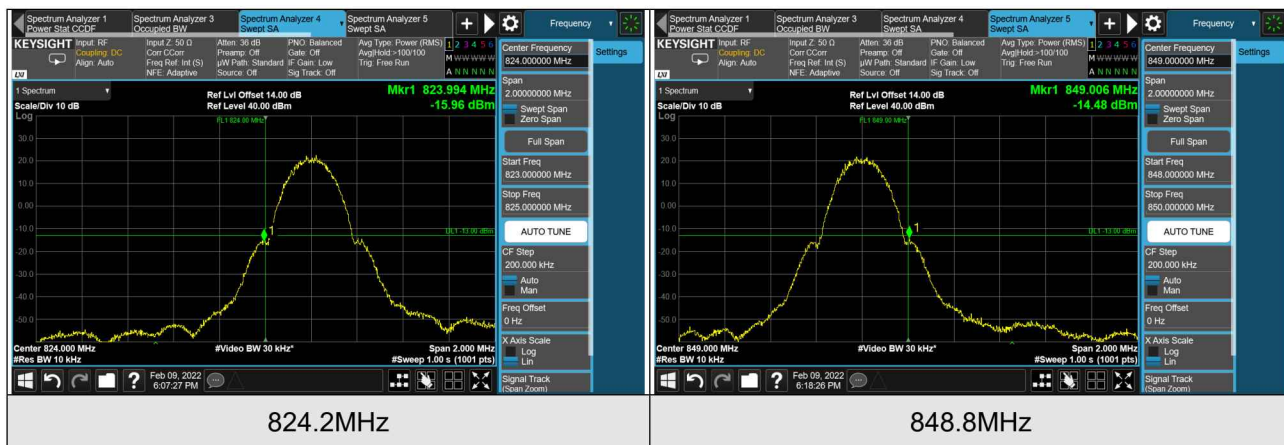 Spectrum Analyzer 1
Power Stat CCDF
Spectrum Analyzer 3
Occupied BW
Spectrum Analyzer 4
Swept SA
Spectrum Analyzer 5
Swept SA
Frequency
KEYSIGHT
Input: RF
Coupling: DC
Align: Auto
Input Z: 50 Ω
Corr CCorr
Freq Ref: Int (S)
NFE: Adaptive
Atten: 36 dB
Preamp: Off
µW Path: Standard
Source: Off
PNO: Balanced
Gate: Off
IF Gain: Low
Sig Track: Off
Avg Type: Power (RMS)
Avg|Hold:>100/100
Trig: Free Run
1 2 3 4 5 6
M W W W W W
A N N N N N
LXI
1 Spectrum
Scale/Div 10 dB
Log
Ref Lvl Offset 14.00 dB
Ref Level 40.00 dBm
Mkr1 823.994 MHz
-15.96 dBm
FL1 824.00 MHz
30.0
20.0
10.0
0.00
-10.0
-20.0
-30.0
-40.0
-50.0
1
DL1 -13.00 dBm
Center 824.000 MHz
#Res BW 10 kHz
#Video BW 30 kHz*
Span 2.000 MHz
#Sweep 1.00 s (1001 pts)
Feb 09, 2022
6:07:27 PM
Center Frequency
824.000000 MHz
Settings
Span
2.00000000 MHz
Swept Span
Zero Span
Full Span
Start Freq
823.000000 MHz
Stop Freq
825.000000 MHz
AUTO TUNE
CF Step
200.000 kHz
Auto
Man
Freq Offset
0 Hz
X Axis Scale
Log
Lin
Signal Track
(Span Zoom)
824.2MHz
Spectrum Analyzer 1
Power Stat CCDF
Spectrum Analyzer 3
Occupied BW
Spectrum Analyzer 4
Swept SA
Spectrum Analyzer 5
Swept SA
Frequency
KEYSIGHT
Input: RF
Coupling: DC
Align: Auto
Input Z: 50 Ω
Corr CCorr
Freq Ref: Int (S)
NFE: Adaptive
Atten: 36 dB
Preamp: Off
µW Path: Standard
Source: Off
PNO: Balanced
Gate: Off
IF Gain: Low
Sig Track: Off
Avg Type: Power (RMS)
Avg|Hold:>100/100
Trig: Free Run
1 2 3 4 5 6
M W W W W W
A N N N N N
LXI
1 Spectrum
Scale/Div 10 dB
Log
Ref Lvl Offset 14.00 dB
Ref Level 40.00 dBm
Mkr1 849.006 MHz
-14.48 dBm
FL1 849.00 MHz
30.0
20.0
10.0
0.00
-10.0
-20.0
-30.0
-40.0
-50.0
1
DL1 -13.00 dBm
Center 849.000 MHz
#Res BW 10 kHz
#Video BW 30 kHz*
Span 2.000 MHz
#Sweep 1.00 s (1001 pts)
Feb 09, 2022
6:18:26 PM
Center Frequency
849.000000 MHz
Settings
Span
2.00000000 MHz
Swept Span
Zero Span
Full Span
Start Freq
848.000000 MHz
Stop Freq
850.000000 MHz
AUTO TUNE
CF Step
200.000 kHz
Auto
Man
Freq Offset
0 Hz
X Axis Scale
Log
Lin
Signal Track
(Span Zoom)
848.8MHz